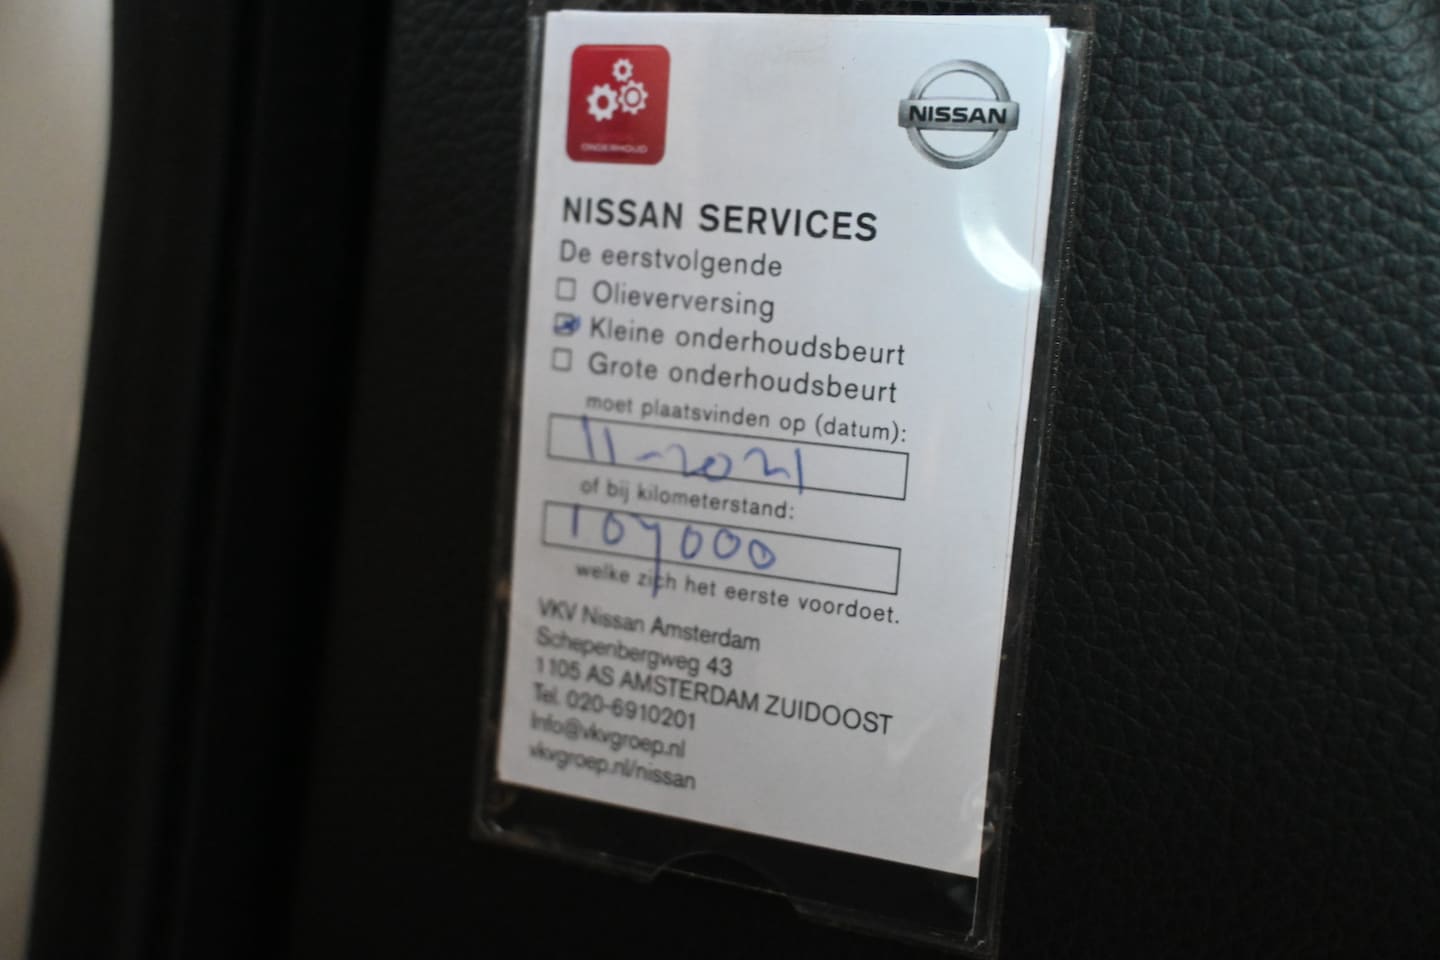 ONDERHOUD
NISSAN
NISSAN SERVICES
De eerstvolgende
Olieverversing
Kleine onderhoudsbeurt
Grote onderhoudsbeurt
moet plaatsvinden op (datum):
11-2021
of bij kilometerstand:
107000
welke zich het eerste voordoet.
VKV Nissan Amsterdam
Schepenbergweg 43
1105 AS AMSTERDAM ZUIDOOST
Tel. 020-6910201
Info@vkvgroep.nl
vkvgroep.nl/nissan